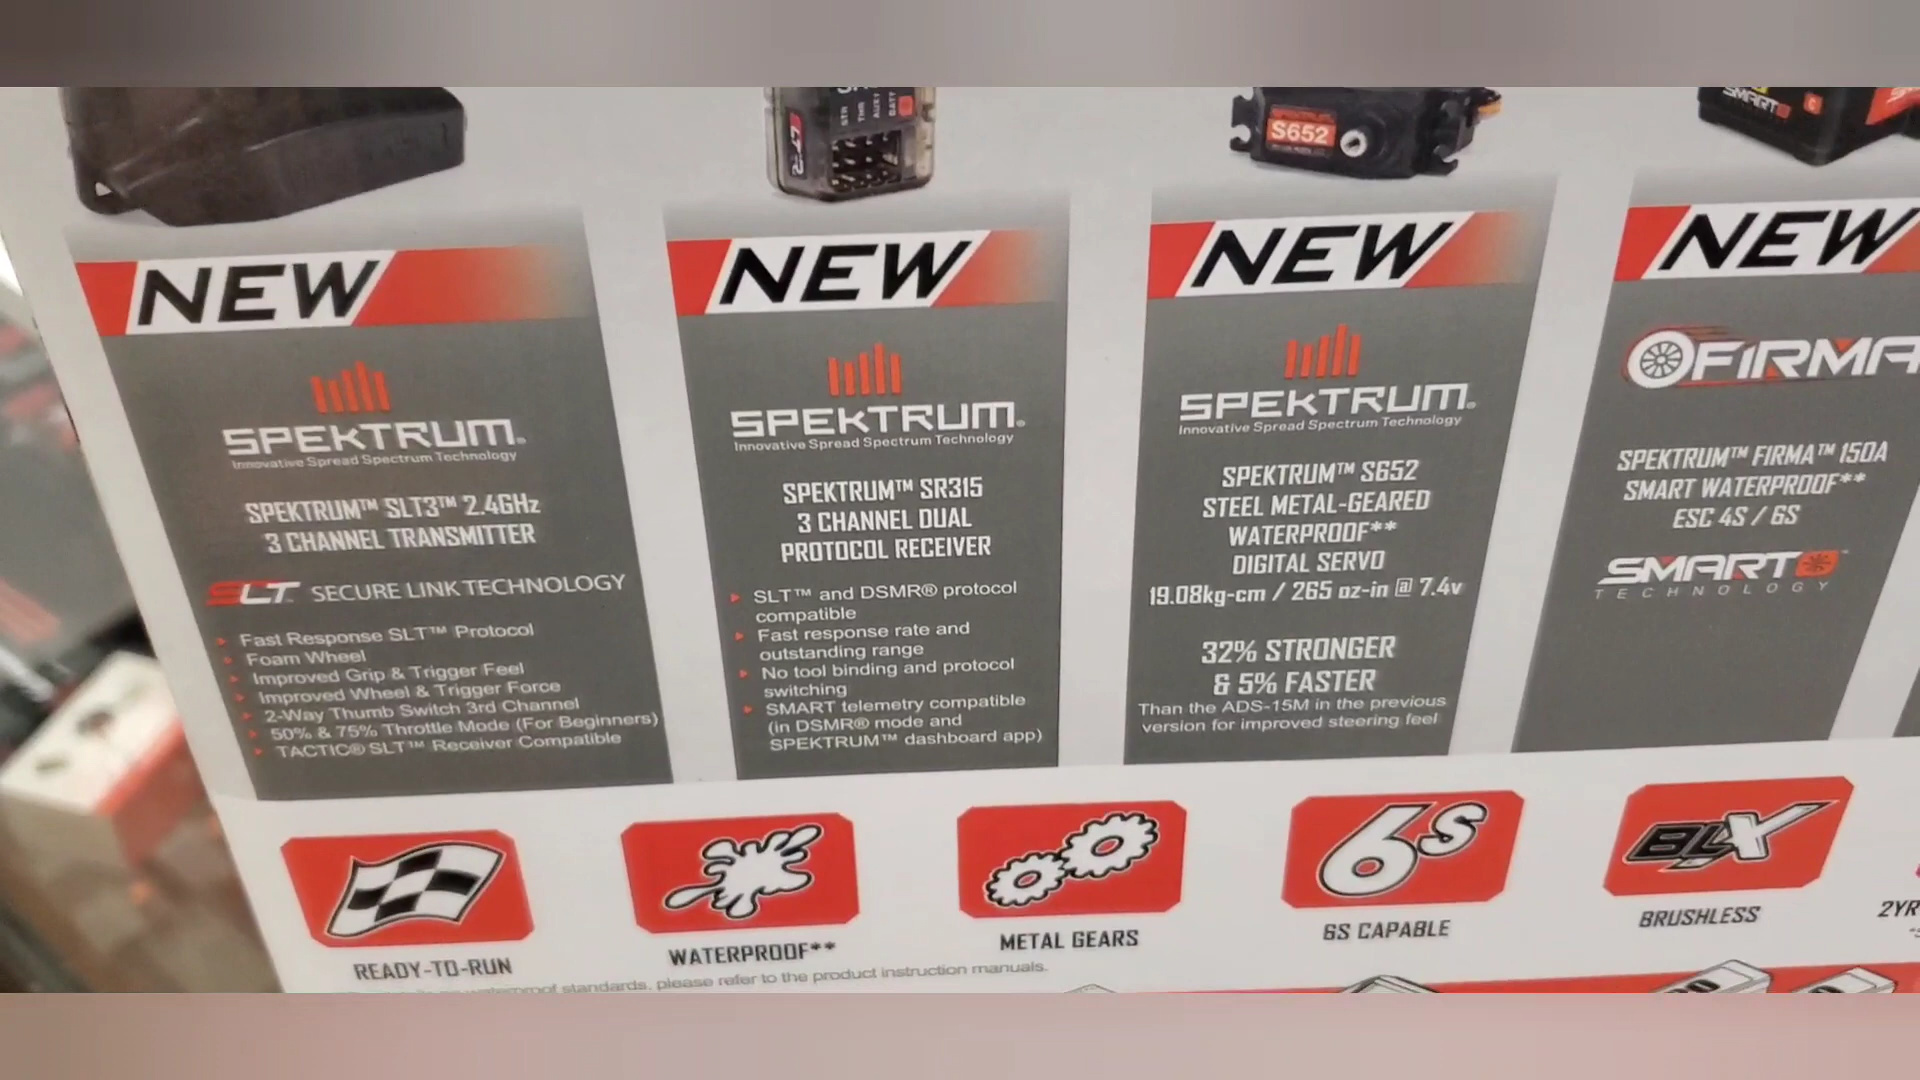 STR
THR
AUX1
BATT
S652
SMART
NEW
SPEKTRUM®
Innovative Spread Spectrum Technology
SPEKTRUM™ SLT3™ 2.4GHz
3 CHANNEL TRANSMITTER
SLT™ SECURE LINK TECHNOLOGY
Fast Response SLT™ Protocol
Foam Wheel
Improved Grip & Trigger Feel
Improved Wheel & Trigger Force
2-Way Thumb Switch 3rd Channel
50% & 75% Throttle Mode (For Beginners)
TACTIC® SLT™ Receiver Compatible
NEW
SPEKTRUM®
Innovative Spread Spectrum Technology
SPEKTRUM™ SR315
3 CHANNEL DUAL
PROTOCOL RECEIVER
SLT™ and DSMR® protocol
compatible
Fast response rate and
outstanding range
No tool binding and protocol
switching
SMART telemetry compatible
(in DSMR® mode and
SPEKTRUM™ dashboard app)
NEW
SPEKTRUM®
Innovative Spread Spectrum Technology
SPEKTRUM™ S652
STEEL METAL-GEARED
WATERPROOF**
DIGITAL SERVO
19.08kg-cm / 265 oz-in @ 7.4v
32% STRONGER
& 5% FASTER
Than the ADS-15M in the previous
version for improved steering feel
NEW
FIRMA
SPEKTRUM™ FIRMA™ 150A
SMART WATERPROOF**
ESC 4S / 6S
SMART™
TECHNOLOGY
READY-TO-RUN
WATERPROOF**
METAL GEARS
6S
6S CAPABLE
BLX
BRUSHLESS
2YR
waterproof standards, please refer to the product instruction manuals.